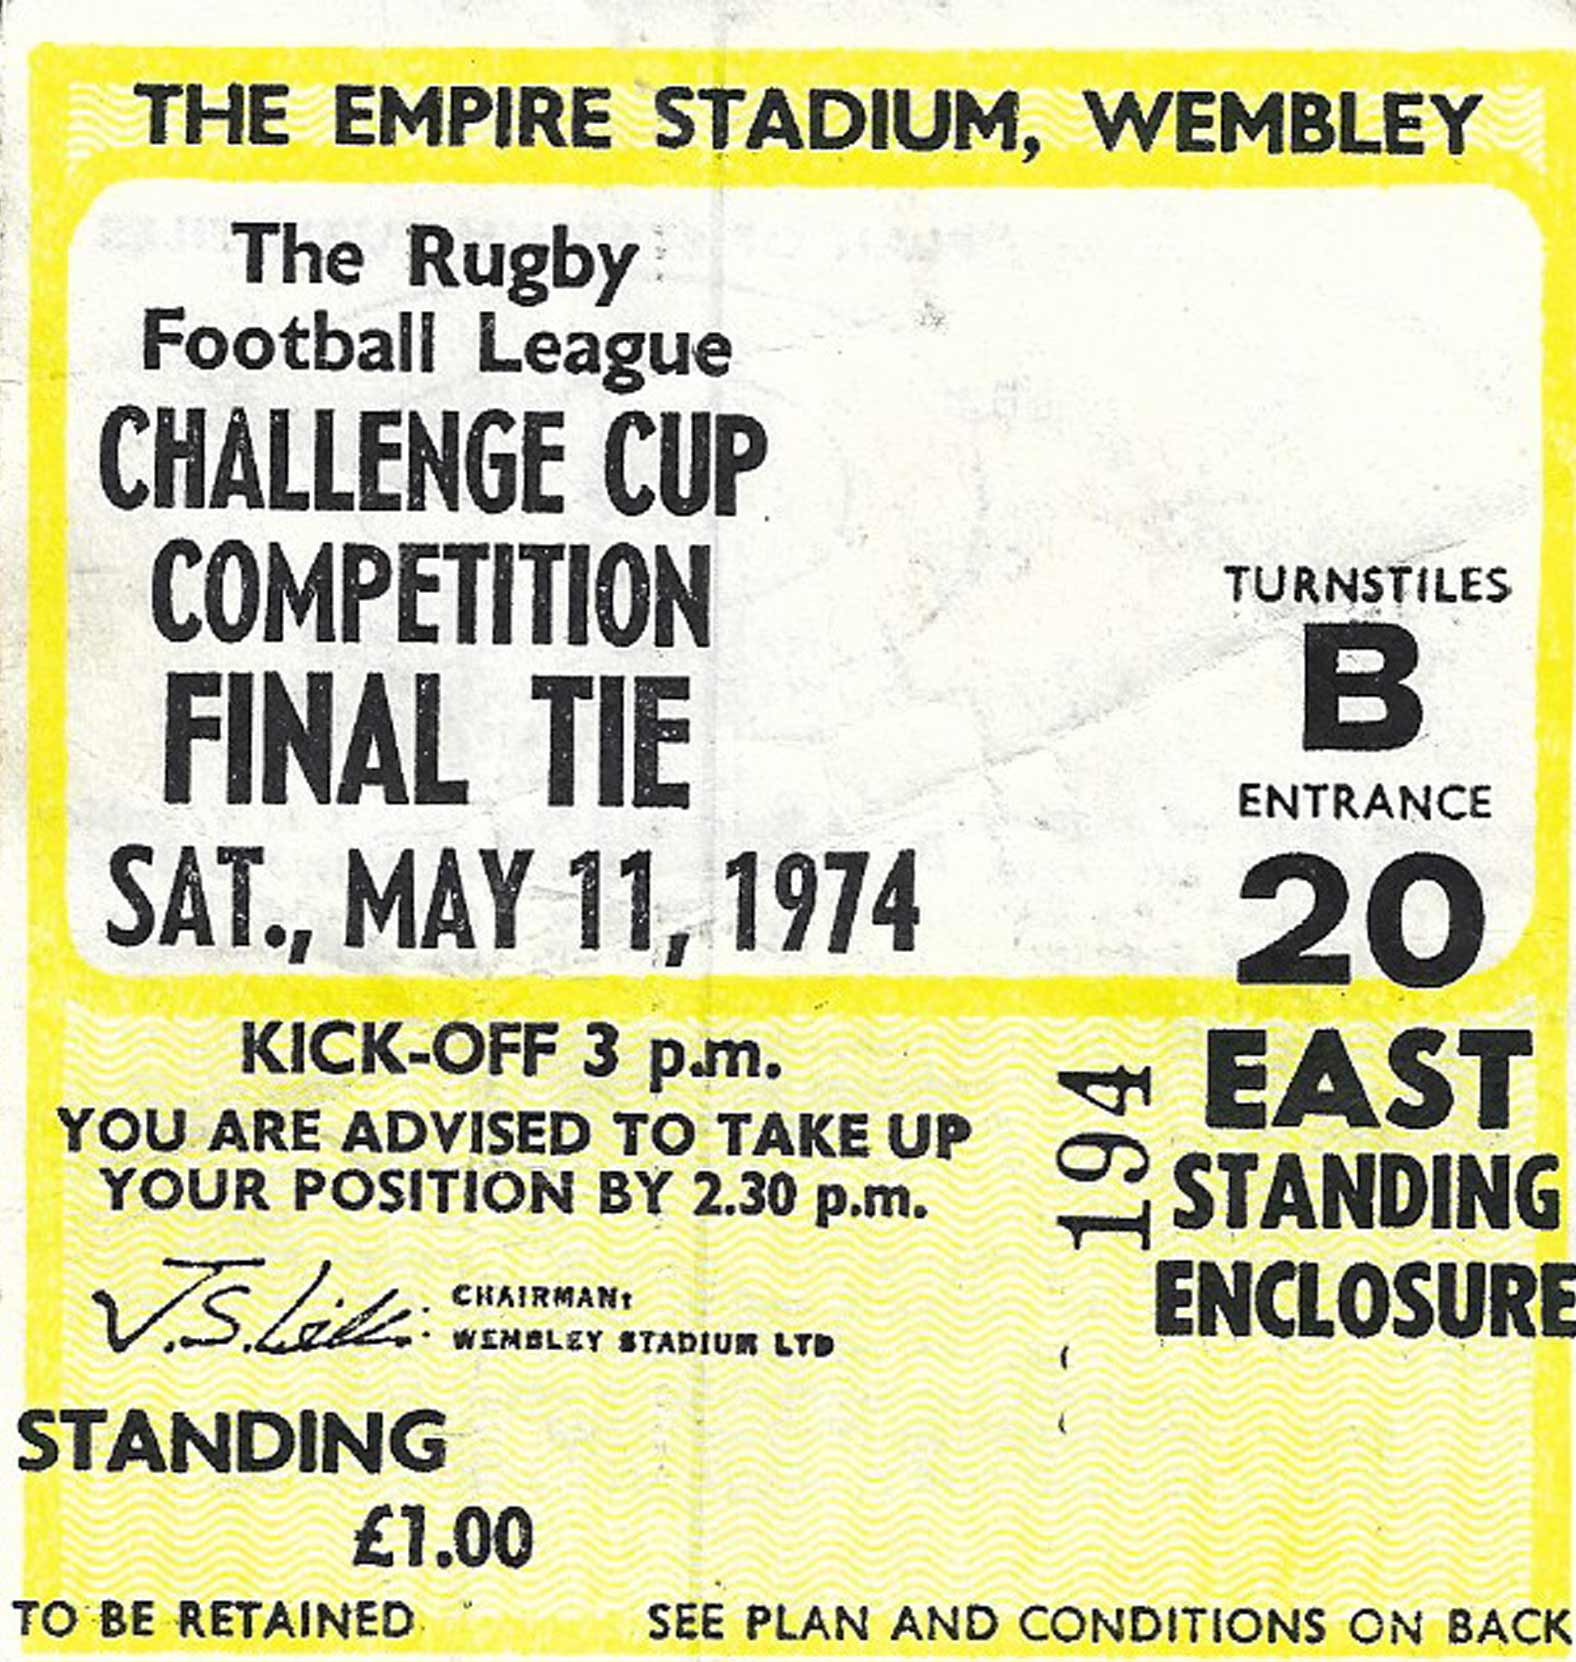 THE EMPIRE STADIUM, WEMBLEY
The Rugby
Football League
CHALLENGE CUP
COMPETITION
FINAL TIE
SAT., MAY 11, 1974
TURNSTILES
B
ENTRANCE
20
EAST
STANDING
ENCLOSURE
194
KICK-OFF 3 p.m.
YOU ARE ADVISED TO TAKE UP
YOUR POSITION BY 2.30 p.m.
CHAIRMAN:
WEMBLEY STADIUM LTD
STANDING
£1.00
TO BE RETAINED
SEE PLAN AND CONDITIONS ON BACK